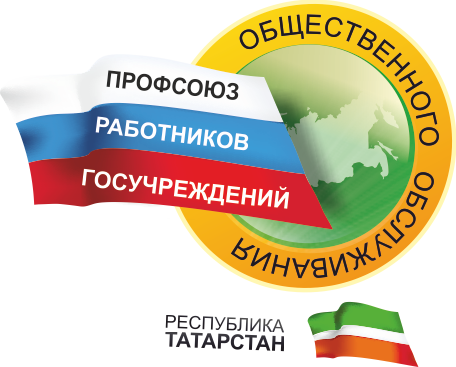 ПРОФСОЮЗ
РАБОТНИКОВ
ГОСУЧРЕЖДЕНИЙ
ОБЩЕСТВЕННОГО ОБСЛУЖИВАНИЯ
РЕСПУБЛИКА
ТАТАРСТАН